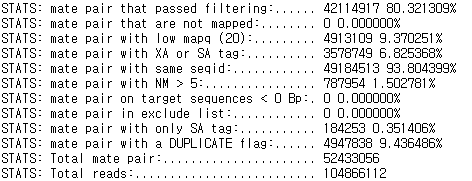 STATS: mate pair that passed filtering:...... 42114917 80.321309%
STATS: mate pair that are not mapped:........ 0 0.000000%
STATS: mate pair with low mapq (20):......... 4913109 9.370251%
STATS: mate pair with XA or SA tag:.......... 3578749 6.825368%
STATS: mate pair with same seqid:............ 49184513 93.804399%
STATS: mate pair with NM > 5:................ 787954 1.502781%
STATS: mate pair on target sequences < 0 Bp:. 0 0.000000%
STATS: mate pair in exclude list:............ 0 0.000000%
STATS: mate pair with only SA tag:........... 184253 0.351406%
STATS: mate pair with a DUPLICATE flag:...... 4947838 9.436486%
STATS: Total mate pair:...................... 52433056
STATS: Total reads:.......................... 104866112